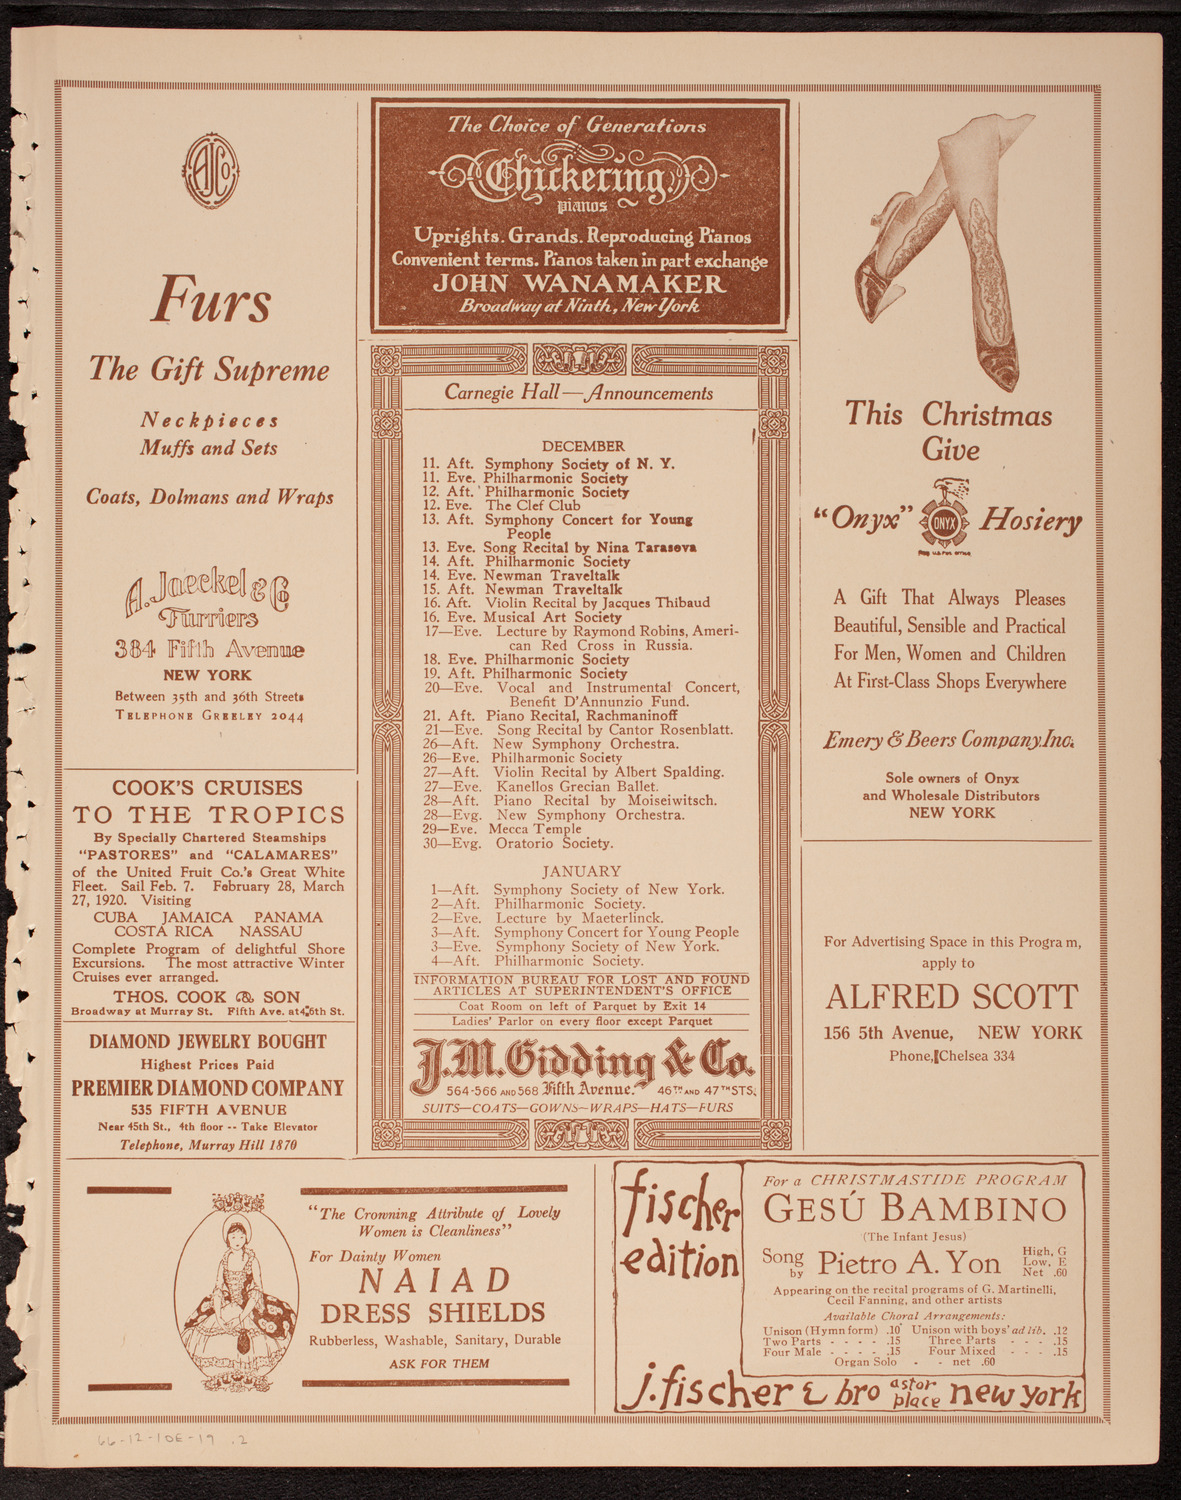 AJCo.
Furs
The Gift Supreme
Neckpieces
Muffs and Sets
Coats, Dolmans and Wraps
A. Jaeckel & Co
Furriers
384 Fifth Avenue
NEW YORK
Between 35th and 36th Streets
TELEPHONE GREELEY 2044
COOK'S CRUISES
TO THE TROPICS
By Specially Chartered Steamships
"PASTORES" and "CALAMARES"
of the United Fruit Co.'s Great White
Fleet. Sail Feb. 7. February 28, March
27, 1920. Visiting
CUBA JAMAICA PANAMA
COSTA RICA NASSAU
Complete Program of delightful Shore
Excursions. The most attractive Winter
Cruises ever arranged.
THOS. COOK & SON
Broadway at Murray St. Fifth Ave. at 45th St.
DIAMOND JEWELRY BOUGHT
Highest Prices Paid
PREMIER DIAMOND COMPANY
535 FIFTH AVENUE
Near 45th St., 4th floor -- Take Elevator
Telephone, Murray Hill 1870
The Choice of Generations
Chickering
pianos
Uprights. Grands. Reproducing Pianos
Convenient terms. Pianos taken in part exchange
JOHN WANAMAKER
Broadway at Ninth, New York
Carnegie Hall—Announcements
DECEMBER
11. Aft. Symphony Society of N. Y.
11. Eve. Philharmonic Society
12. Aft. Philharmonic Society
12. Eve. The Clef Club
13. Aft. Symphony Concert for Young
People
13. Eve. Song Recital by Nina Taraseva
14. Aft. Philharmonic Society
14. Eve. Newman Traveltalk
15. Aft. Newman Traveltalk
16. Aft. Violin Recital by Jacques Thibaud
16. Eve. Musical Art Society
17—Eve. Lecture by Raymond Robins, Ameri-
can Red Cross in Russia.
18. Eve. Philharmonic Society
19. Aft. Philharmonic Society
20—Eve. Vocal and Instrumental Concert,
Benefit D'Annunzio Fund.
21. Aft. Piano Recital, Rachmaninoff
21—Eve. Song Recital by Cantor Rosenblatt.
26—Aft. New Symphony Orchestra.
26—Eve. Philharmonic Society
27—Aft. Violin Recital by Albert Spalding.
27—Eve. Kanellos Grecian Ballet.
28—Aft. Piano Recital by Moiseiwitsch.
28—Evg. New Symphony Orchestra.
29—Eve. Mecca Temple
30—Evg. Oratorio Society.
JANUARY
1—Aft. Symphony Society of New York.
2—Aft. Philharmonic Society.
2—Eve. Lecture by Maeterlinck.
3—Aft. Symphony Concert for Young People
3—Eve. Symphony Society of New York.
4—Aft. Philharmonic Society.
INFORMATION BUREAU FOR LOST AND FOUND
ARTICLES AT SUPERINTENDENT'S OFFICE
Coat Room on left of Parquet by Exit 14
Ladies' Parlor on every floor except Parquet
J.M. Gidding & Co.
564-566 AND 568 Fifth Avenue. 46TH AND 47TH STS.
SUITS—COATS—GOWNS—WRAPS—HATS—FURS
This Christmas
Give
"Onyx" ONYX Hosiery
REG. U.S. PAT. OFFICE
A Gift That Always Pleases
Beautiful, Sensible and Practical
For Men, Women and Children
At First-Class Shops Everywhere
Emery & Beers Company, Inc.
Sole owners of Onyx
and Wholesale Distributors
NEW YORK
For Advertising Space in this Program,
apply to
ALFRED SCOTT
156 5th Avenue, NEW YORK
Phone, Chelsea 334
"The Crowning Attribute of Lovely
Women is Cleanliness"
For Dainty Women
NAIAD
DRESS SHIELDS
Rubberless, Washable, Sanitary, Durable
ASK FOR THEM
fischer
edition
For a CHRISTMASTIDE PROGRAM
GESÚ BAMBINO
(The Infant Jesus)
Song by Pietro A. Yon
High, G
Low, E
Net .60
Appearing on the recital programs of G. Martinelli,
Cecil Fanning, and other artists
Available Choral Arrangements:
Unison (Hymn form) .10 Unison with boys' ad lib. .12
Two Parts - - - - .15 Three Parts - - - .15
Four Male - - - - .15 Four Mixed - - - .15
Organ Solo - - net .60
j. fischer & bro astor place new york
66-12-10E-19 .2